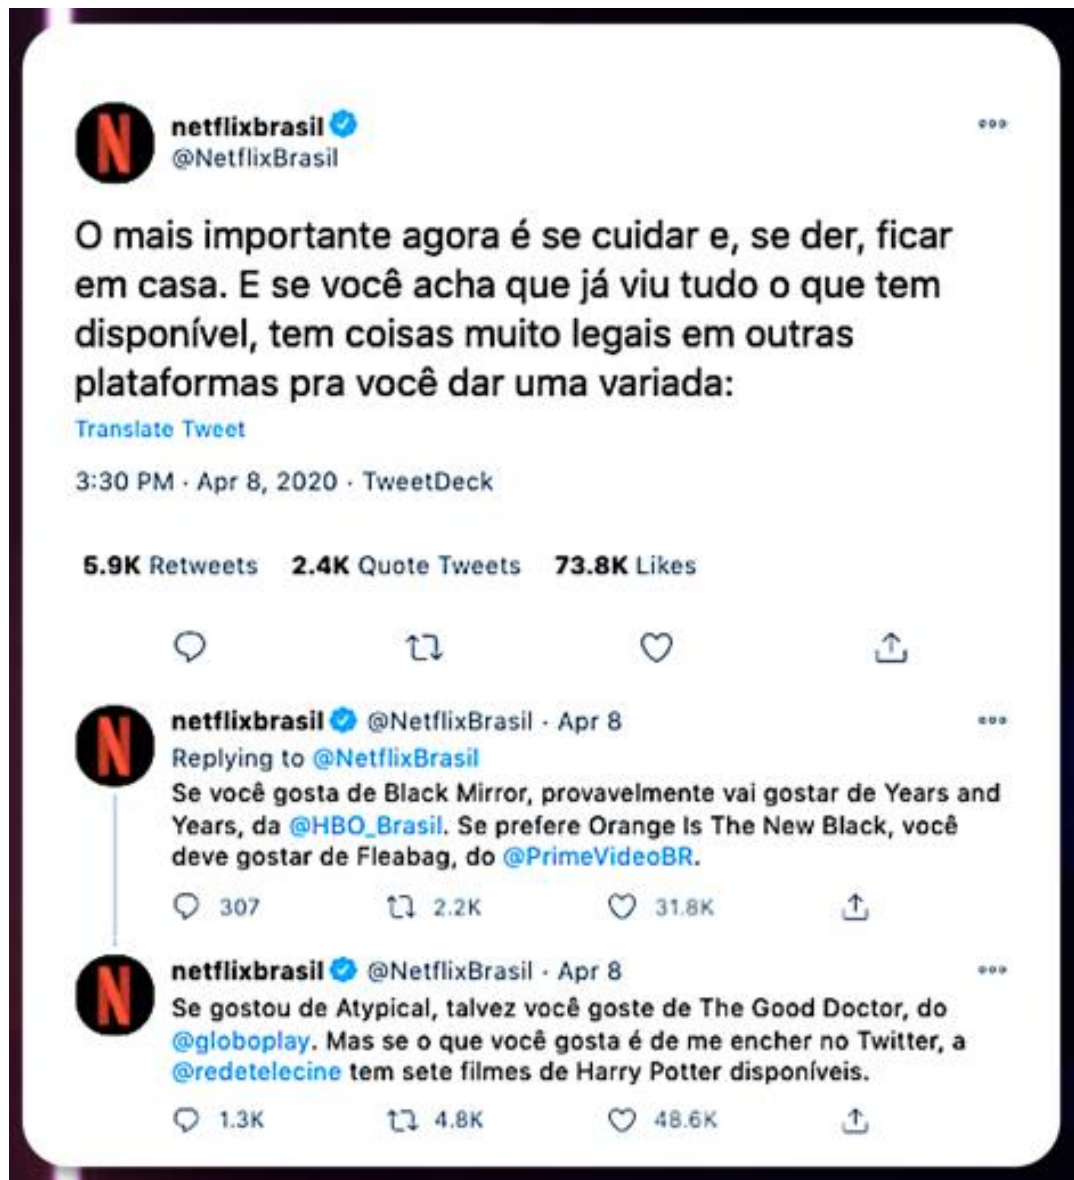 netflixbrasil
@NetflixBrasil
O mais importante agora é se cuidar e, se der, ficar
em casa. E se você acha que já viu tudo o que tem
disponível, tem coisas muito legais em outras
plataformas pra você dar uma variada:
Translate Tweet
3:30 PM · Apr 8, 2020 · TweetDeck
5.9K Retweets 2.4K Quote Tweets 73.8K Likes
netflixbrasil @NetflixBrasil · Apr 8
Replying to @NetflixBrasil
Se você gosta de Black Mirror, provavelmente vai gostar de Years and
Years, da @HBO_Brasil. Se prefere Orange Is The New Black, você
deve gostar de Fleabag, do @PrimeVideoBR.
307 2.2K 31.8K
netflixbrasil @NetflixBrasil · Apr 8
Se gostou de Atypical, talvez você goste de The Good Doctor, do
@globoplay. Mas se o que você gosta é de me encher no Twitter, a
@redetelecine tem sete filmes de Harry Potter disponíveis.
1.3K 4.8K 48.6K